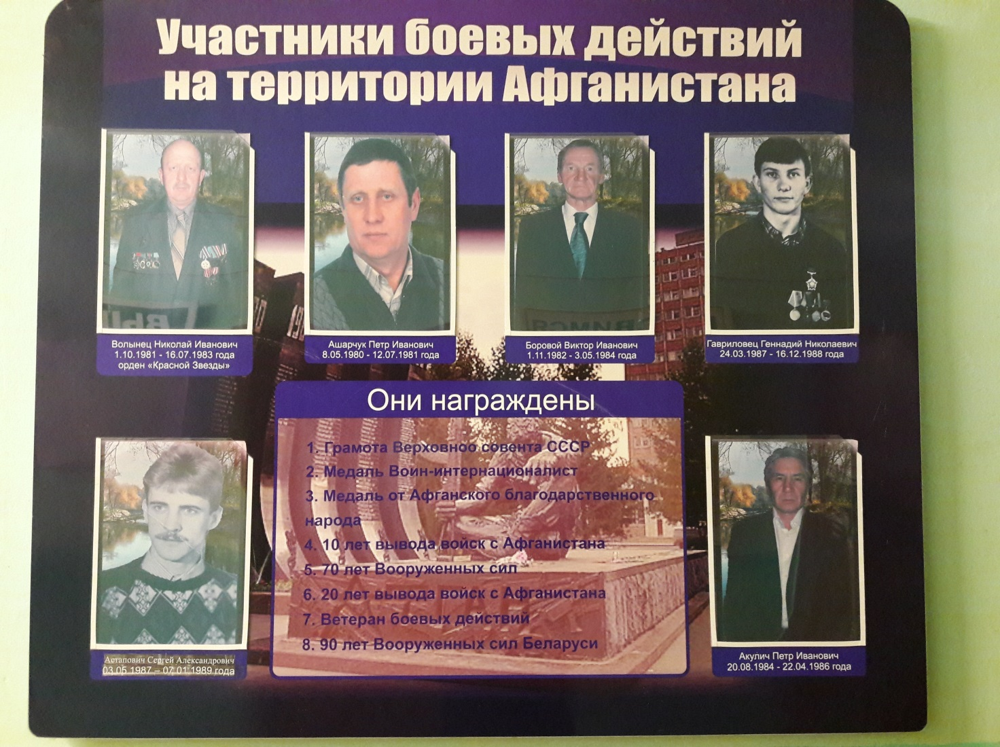 Участники боевых действий
на территории Афганистана
Волынец Николай Иванович
1.10.1981 - 16.07.1983 года
орден «Красной Звезды»
Ашарчук Петр Иванович
8.05.1980 - 12.07.1981 года
Боровой Виктор Иванович
1.11.1982 - 3.05.1984 года
Гавриловец Геннадий Николаевич
24.03.1987 - 16.12.1988 года
Они награждены
1. Грамота Верховноо совента СССР
2. Медаль Воин-интернационалист
3. Медаль от Афганского благодарственного
народа
4. 10 лет вывода войск с Афганистана
5. 70 лет Вооруженных сил
6. 20 лет вывода войск с Афганистана
7. Ветеран боевых действий
8. 90 лет Вооруженных сил Беларуси
Астапович Сергей Александрович
03.05.1987 – 07.01.1989 года
Акулич Петр Иванович
20.08.1984 - 22.04.1986 года